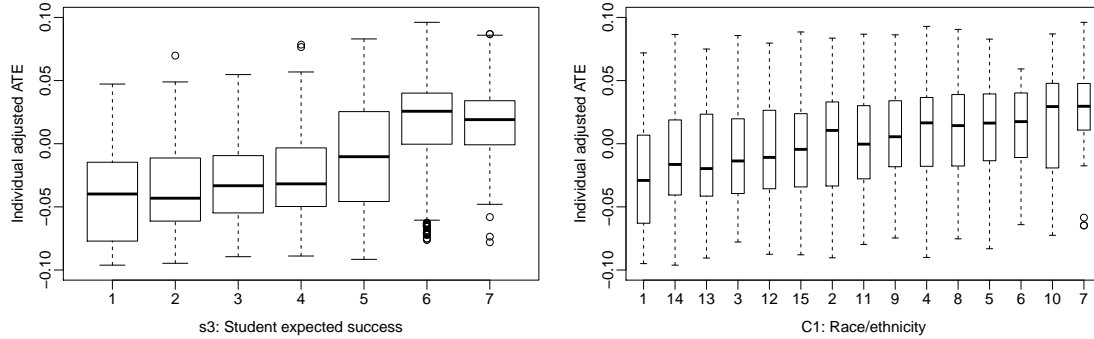 Individual adjusted ATE
0.10
0.05
0.00
−0.05
−0.10
1 2 3 4 5 6 7
s3: Student expected success
Individual adjusted ATE
0.10
0.05
0.00
−0.05
−0.10
1 14 13 3 12 15 2 11 9 4 8 5 6 10 7
C1: Race/ethnicity